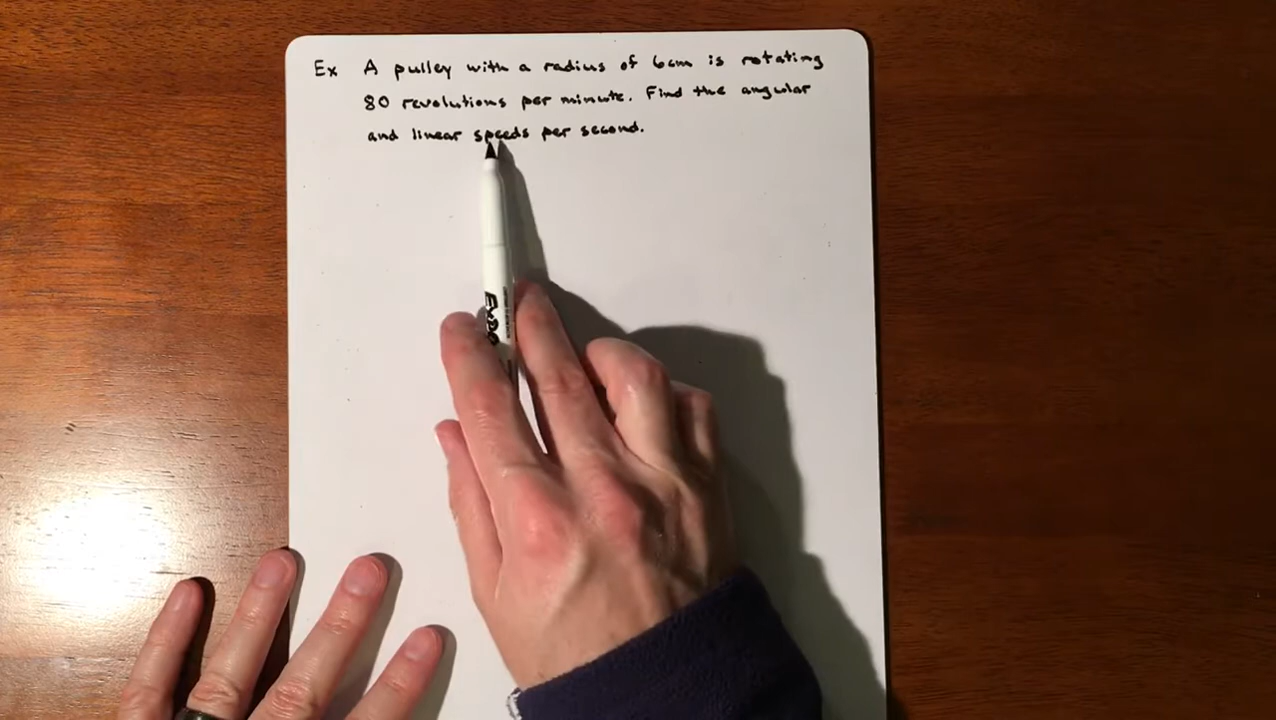 Ex A pulley with a radius of 6cm is rotating
80 revolutions per minute. Find the angular
and linear speeds per second.
EXPO